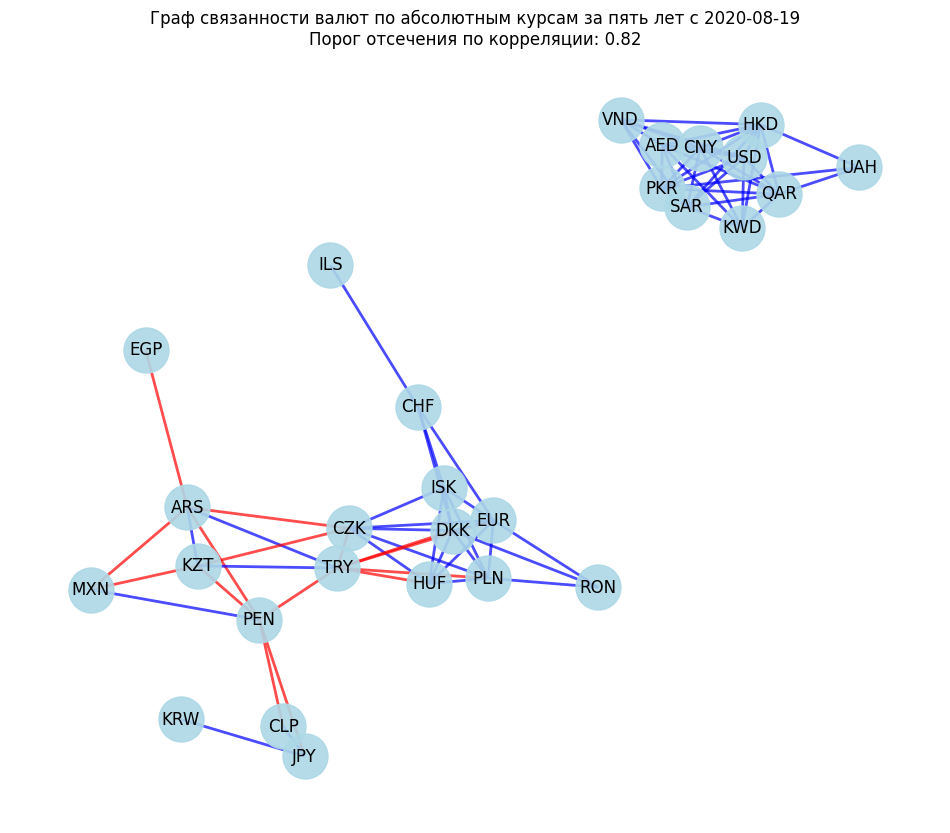 Граф связанности валют по абсолютным курсам за пять лет с 2020-08-19
Порог отсечения по корреляции: 0.82
VND
HKD
AED
CNY
USD
UAH
PKR
QAR
SAR
KWD
ILS
EGP
CHF
ISK
ARS
EUR
CZK
DKK
KZT
TRY
PLN
HUF
RON
MXN
PEN
KRW
CLP
JPY